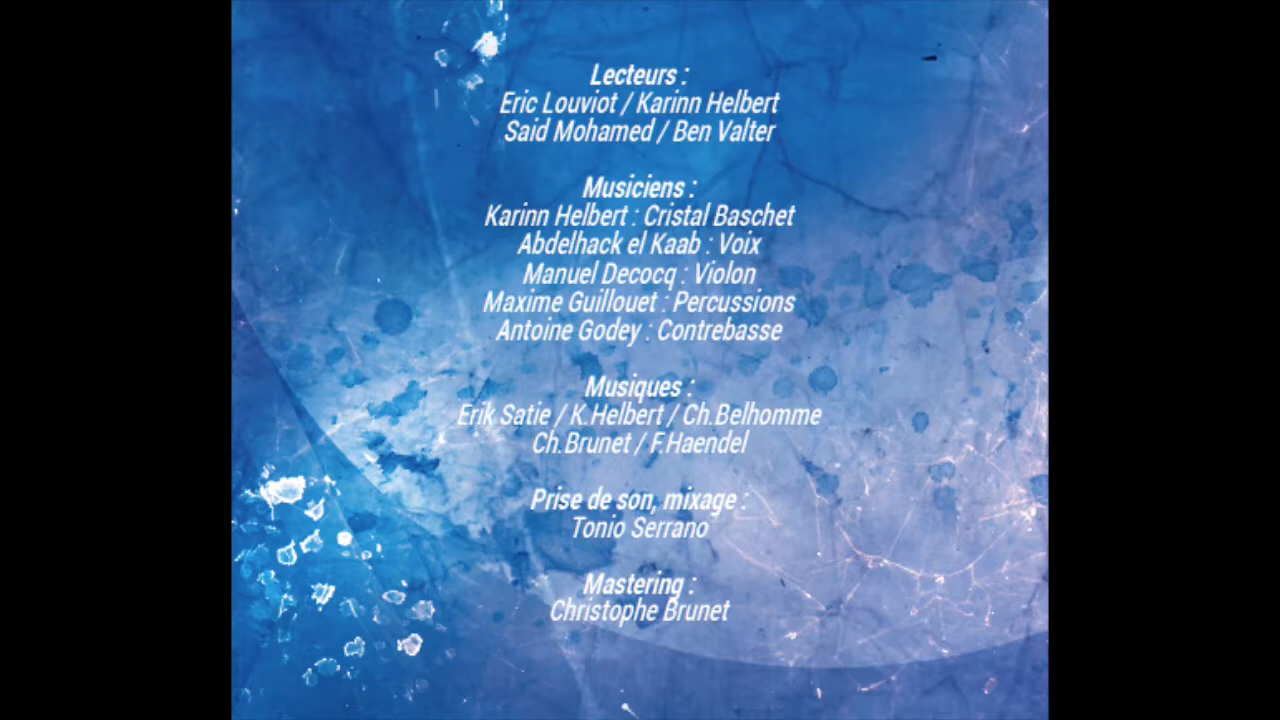 Lecteurs :
Eric Louviot / Karinn Helbert
Said Mohamed / Ben Valter
Musiciens :
Karinn Helbert : Cristal Baschet
Abdelhack el Kaab : Voix
Manuel Decocq : Violon
Maxime Guillouet : Percussions
Antoine Godey : Contrebasse
Musiques :
Erik Satie / K.Helbert / Ch.Belhomme
Ch.Brunet / F.Haendel
Prise de son, mixage :
Tonio Serrano
Mastering :
Christophe Brunet